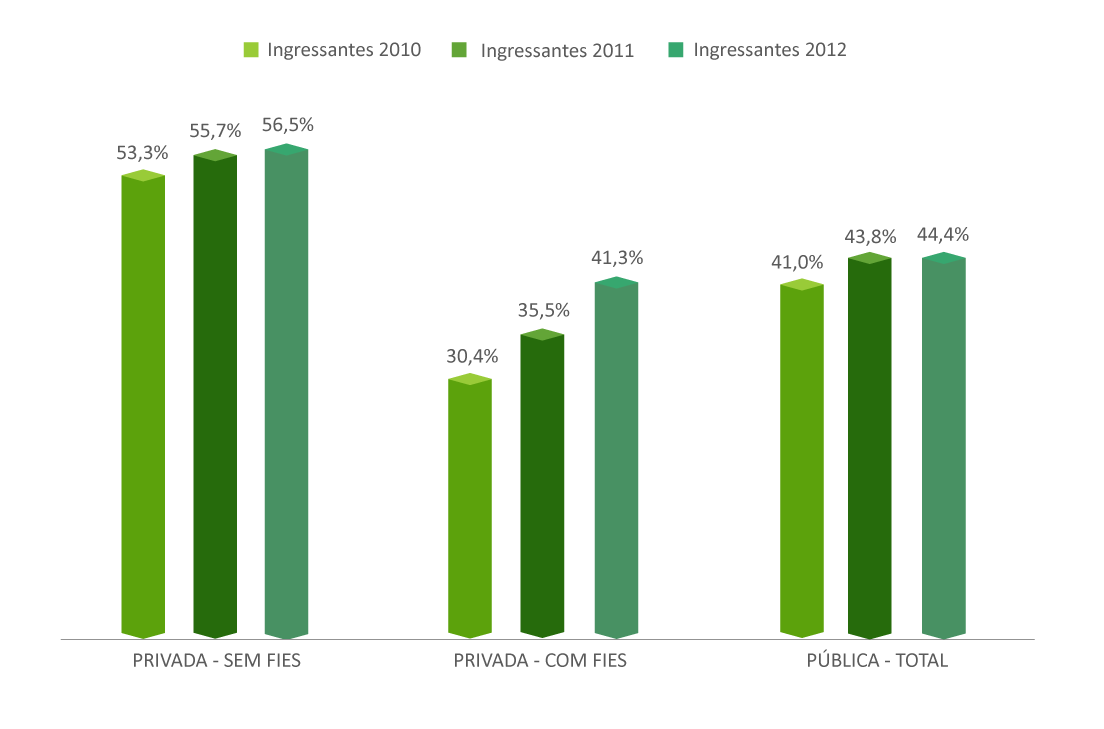 Ingressantes 2010 Ingressantes 2011 Ingressantes 2012
53,3% 55,7% 56,5%
30,4% 35,5% 41,3%
41,0% 43,8% 44,4%
PRIVADA - SEM FIES PRIVADA - COM FIES PÚBLICA - TOTAL